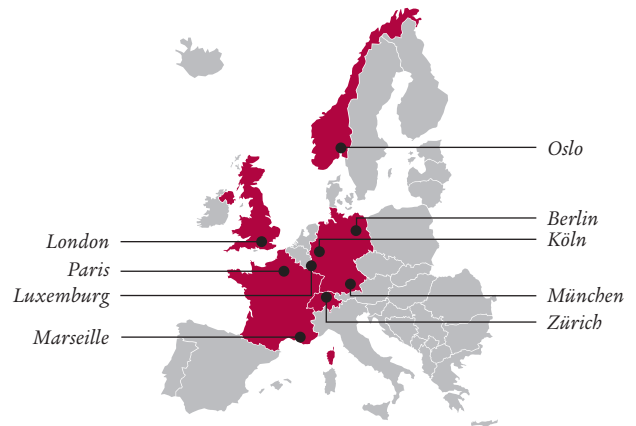 Oslo
Berlin
Köln
London
Paris
Luxemburg
München
Zürich
Marseille